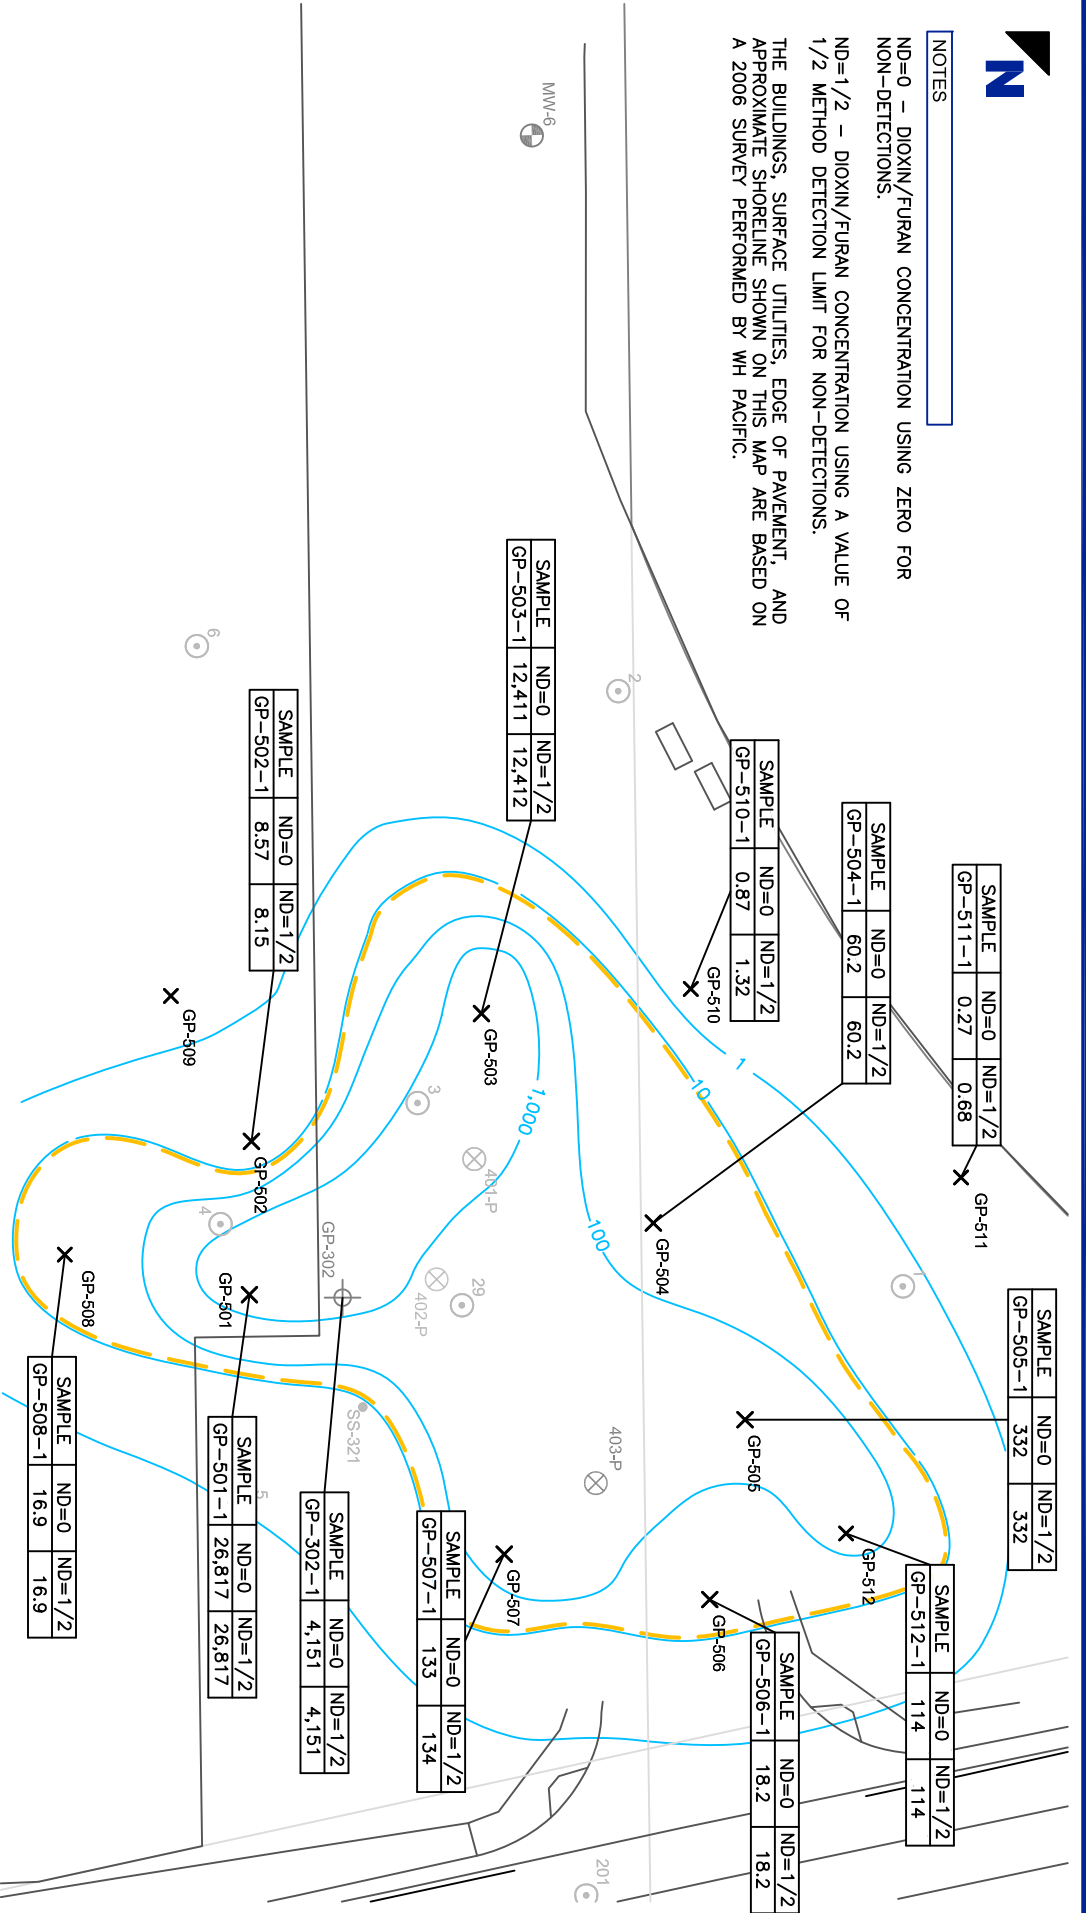 N
NOTES
ND=0 - DIOXIN/FURAN CONCENTRATION USING ZERO FOR
NON-DETECTIONS.
ND=1/2 - DIOXIN/FURAN CONCENTRATION USING A VALUE OF
1/2 METHOD DETECTION LIMIT FOR NON-DETECTIONS.
THE BUILDINGS, SURFACE UTILITIES, EDGE OF PAVEMENT, AND
APPROXIMATE SHORELINE SHOWN ON THIS MAP ARE BASED ON
A 2006 SURVEY PERFORMED BY WH PACIFIC.
SAMPLE ND=0 ND=1/2
GP-511-1 0.27 0.68
GP-511
SAMPLE ND=0 ND=1/2
GP-505-1 332 332
SAMPLE ND=0 ND=1/2
GP-512-1 114 114
SAMPLE ND=0 ND=1/2
GP-504-1 60.2 60.2
7
GP-512
SAMPLE ND=0 ND=1/2
GP-510-1 0.87 1.32
GP-510
1
10
GP-505
SAMPLE ND=0 ND=1/2
GP-506-1 18.2 18.2
GP-506
GP-504
2
100
403-P
201
MW-6
SAMPLE ND=0 ND=1/2
GP-503-1 12,411 12,412
GP-503
1,000
GP-507
401-P
29
3
402-P
SAMPLE ND=0 ND=1/2
GP-507-1 133 134
SS-321
GP-302
SAMPLE ND=0 ND=1/2
GP-302-1 4,151 4,151
SAMPLE ND=0 ND=1/2
GP-502-1 8.57 8.15
GP-502
5
6
4
GP-501
SAMPLE ND=0 ND=1/2
GP-501-1 26,817 26,817
GP-509
GP-508
SAMPLE ND=0 ND=1/2
GP-508-1 16.9 16.9